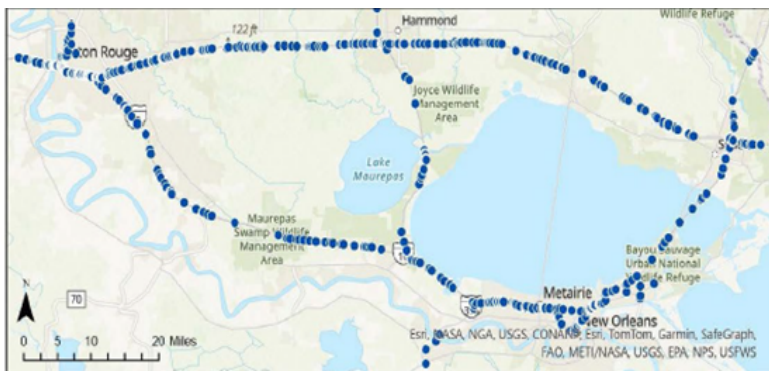 Wildlife Refuge
Hammond
122 ft
ton Rouge
Joyce Wildlife
Management
Area
Lake
Maurepas
Maurepas
Swamp Wildlife
Management
Area
Bayou Sauvage
Urban National
Wildlife Refuge
N
70
Metairie
New Orleans
0 5 10 20 Miles
Esri, NASA, NGA, USGS, CONANP, Esri, TomTom, Garmin, SafeGraph,
FAO, METI/NASA, USGS, EPA, NPS, USFWS